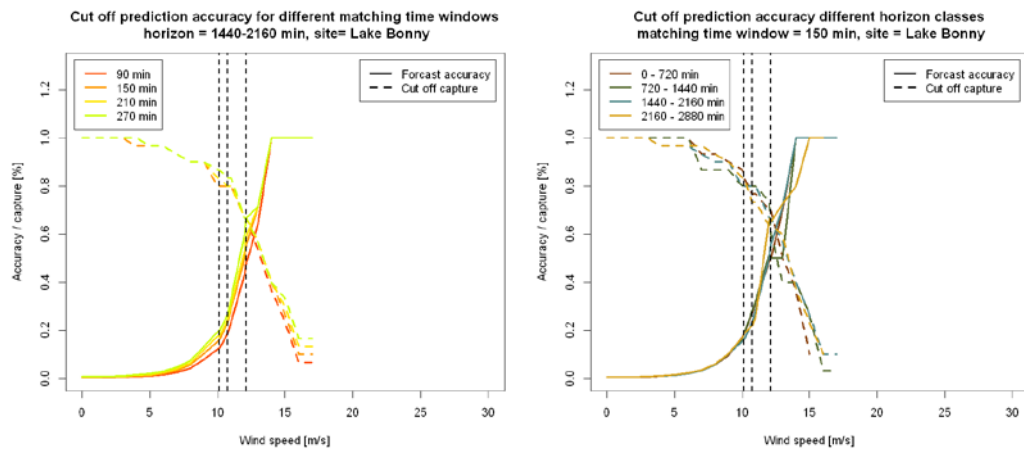 Cut off prediction accuracy for different matching time windows
horizon = 1440-2160 min, site= Lake Bonny
90 min
150 min
210 min
270 min
Forcast accuracy
Cut off capture
Accuracy / capture [%]
1.2
1.0
0.8
0.6
0.4
0.2
0.0
0 5 10 15 20 25 30
Wind speed [m/s]
Cut off prediction accuracy different horizon classes
matching time window = 150 min, site = Lake Bonny
0 - 720 min
720 - 1440 min
1440 - 2160 min
2160 - 2880 min
Forcast accuracy
Cut off capture
Accuracy / capture [%]
1.2
1.0
0.8
0.6
0.4
0.2
0.0
0 5 10 15 20 25 30
Wind speed [m/s]